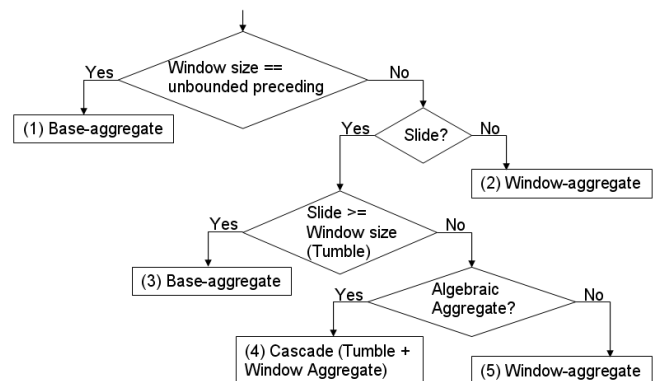 Window size ==
unbounded preceding
Yes
No
(1) Base-aggregate
Slide?
Yes
No
(2) Window-aggregate
Slide >=
Window size
(Tumble)
Yes
No
(3) Base-aggregate
Algebraic
Aggregate?
Yes
No
(4) Cascade (Tumble +
Window Aggregate)
(5) Window-aggregate